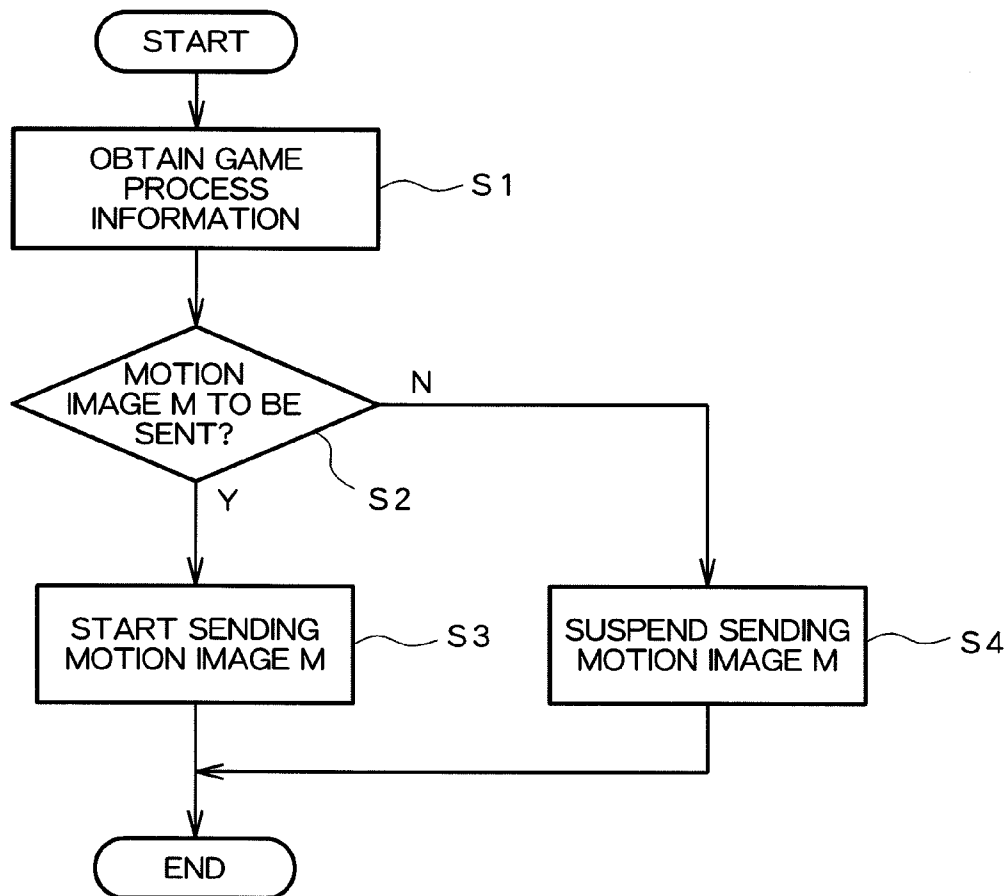 START
OBTAIN GAME
PROCESS
INFORMATION
S1
MOTION
IMAGE M TO BE
SENT?
N
S2
Y
START SENDING
MOTION IMAGE M
S3
SUSPEND SENDING
MOTION IMAGE M
S4
END